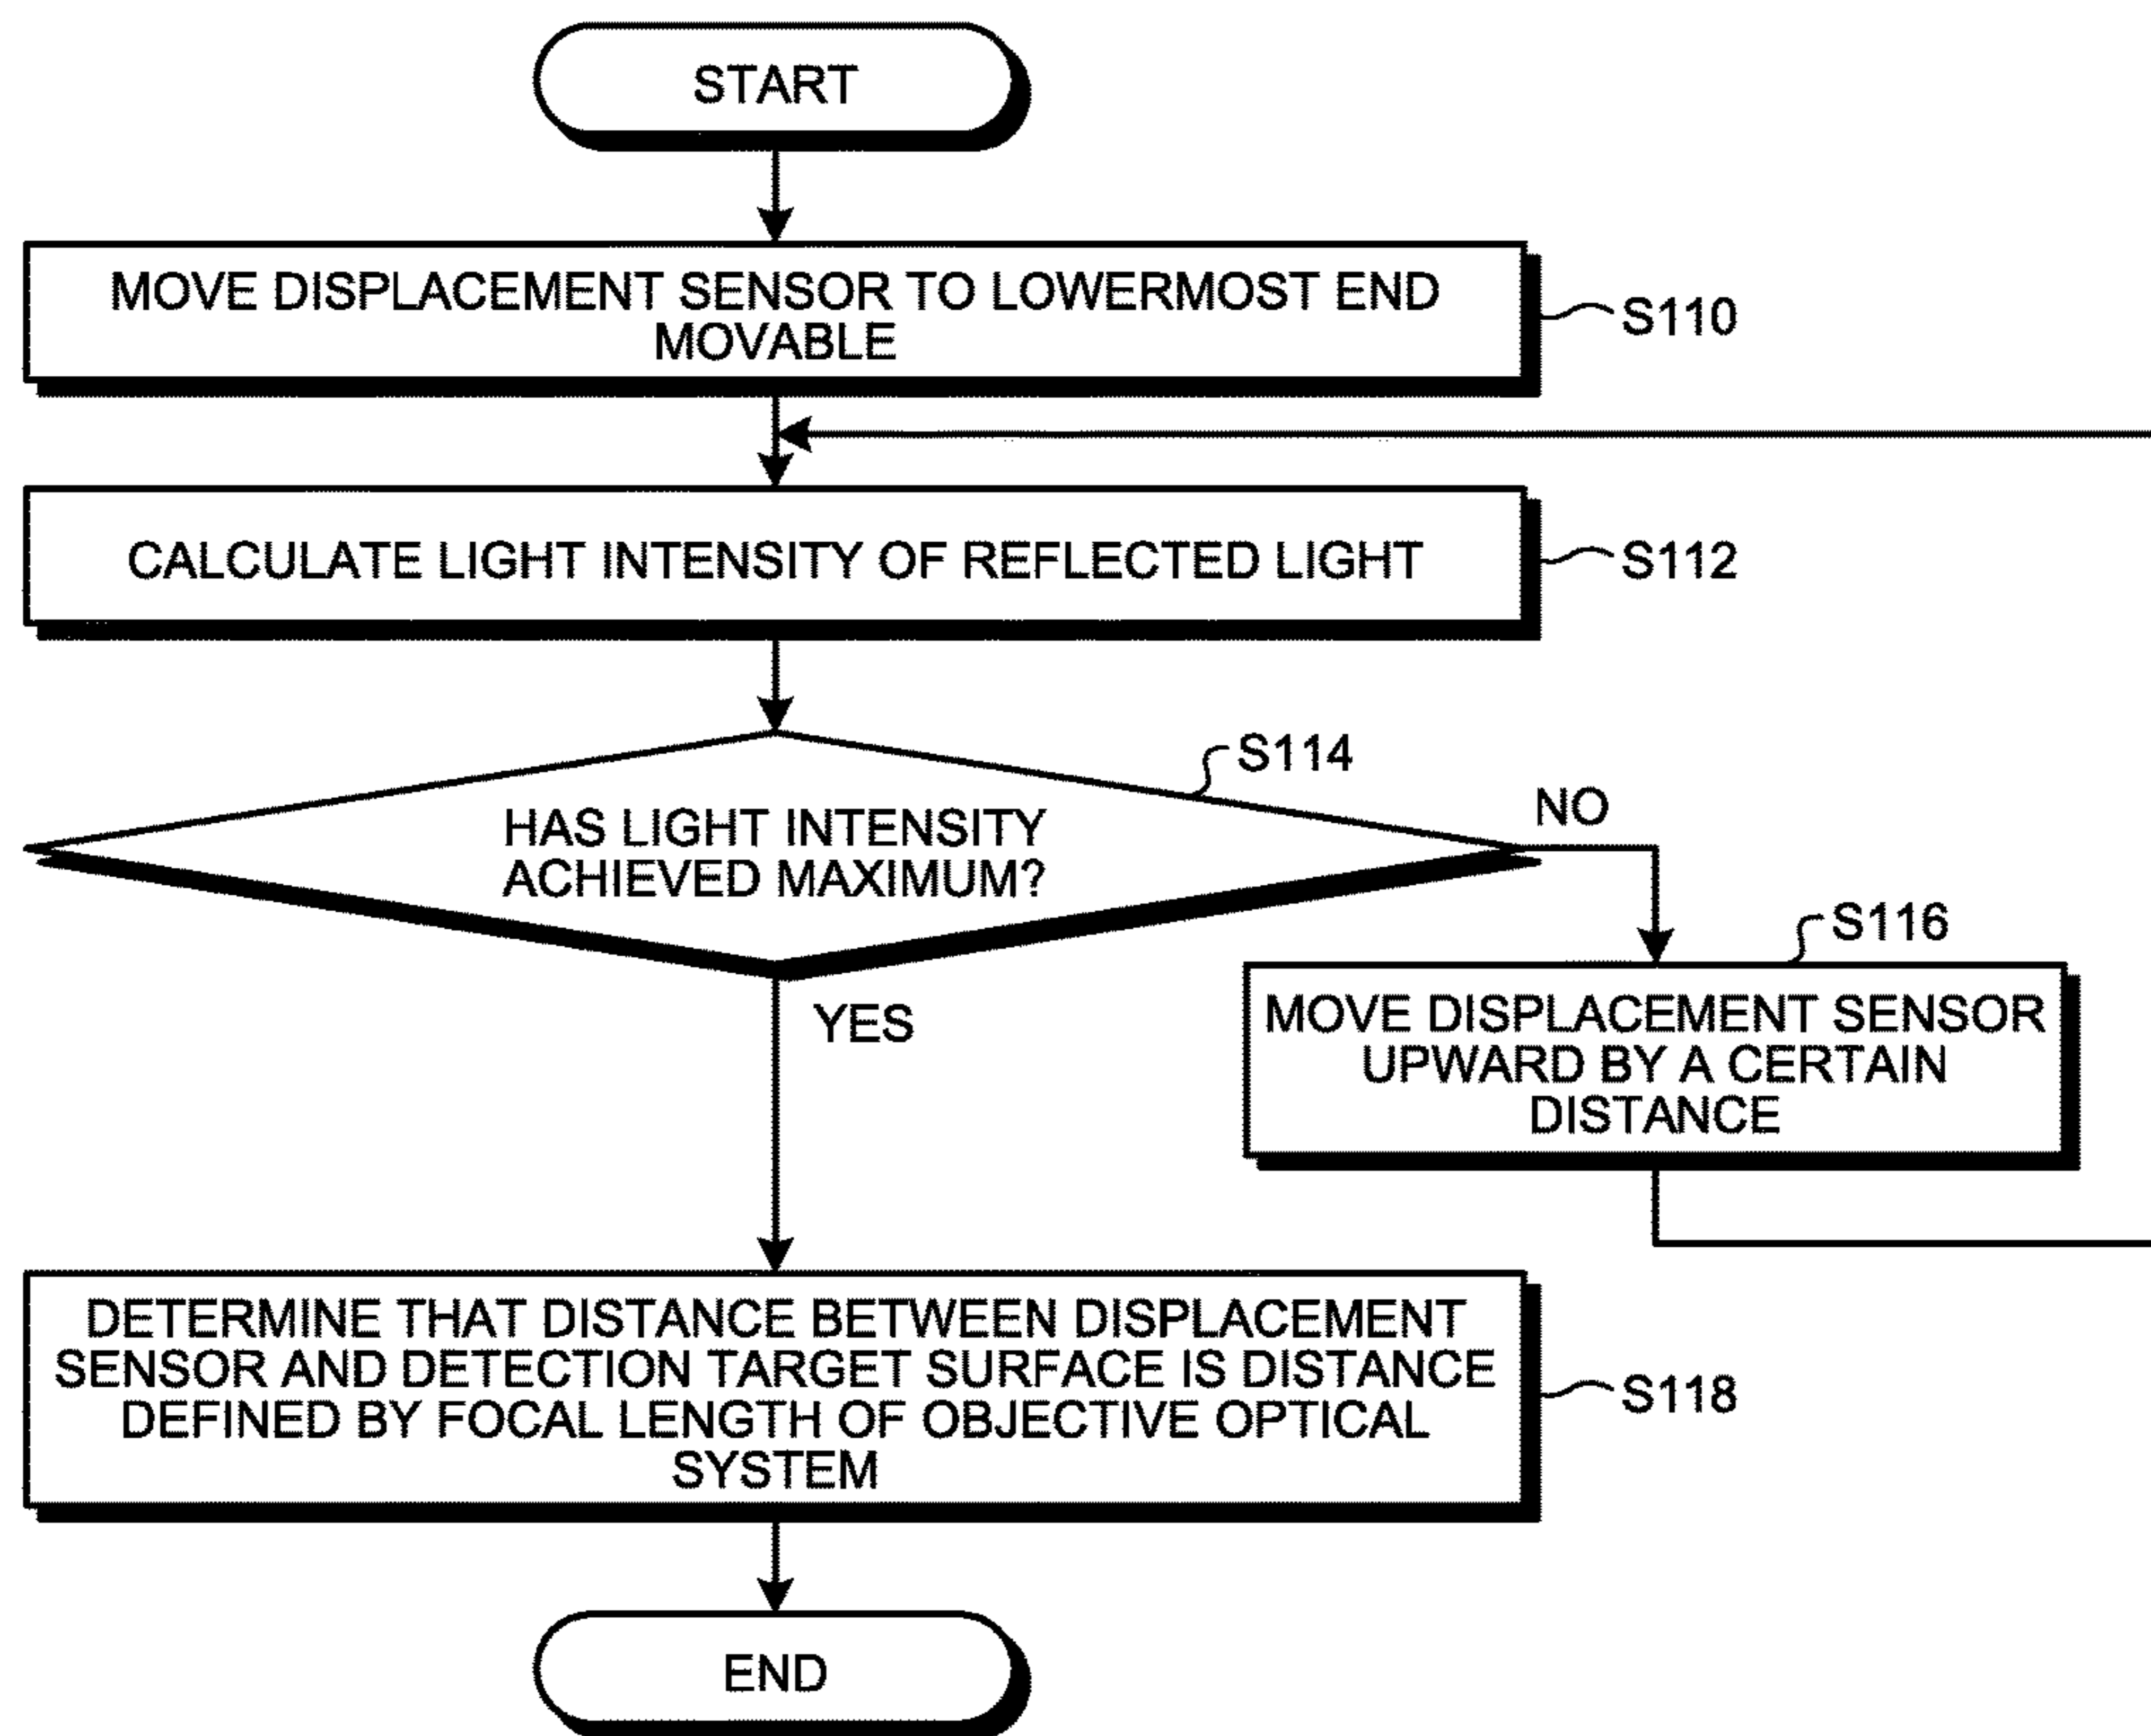 START
MOVE DISPLACEMENT SENSOR TO LOWERMOST END
MOVABLE
S110
CALCULATE LIGHT INTENSITY OF REFLECTED LIGHT
S112
S114
HAS LIGHT INTENSITY
ACHIEVED MAXIMUM?
NO
YES
S116
MOVE DISPLACEMENT SENSOR
UPWARD BY A CERTAIN
DISTANCE
DETERMINE THAT DISTANCE BETWEEN DISPLACEMENT
SENSOR AND DETECTION TARGET SURFACE IS DISTANCE
DEFINED BY FOCAL LENGTH OF OBJECTIVE OPTICAL
SYSTEM
S118
END